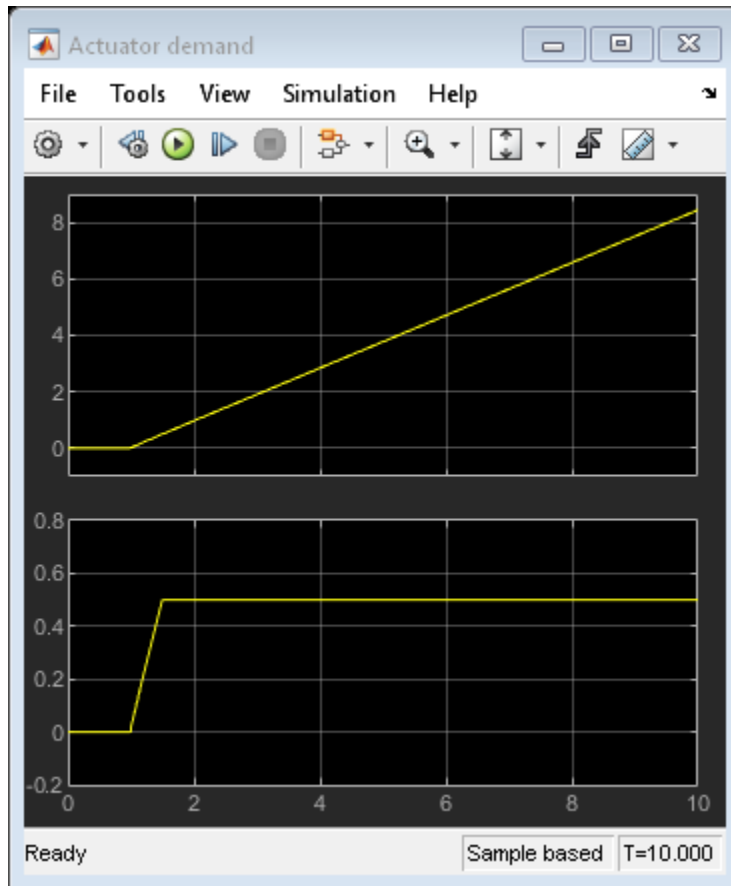 Actuator demand
File Tools View Simulation Help
8
6
4
2
0
0.8
0.6
0.4
0.2
0
-0.2
0 2 4 6 8 10
Ready Sample based T=10.000